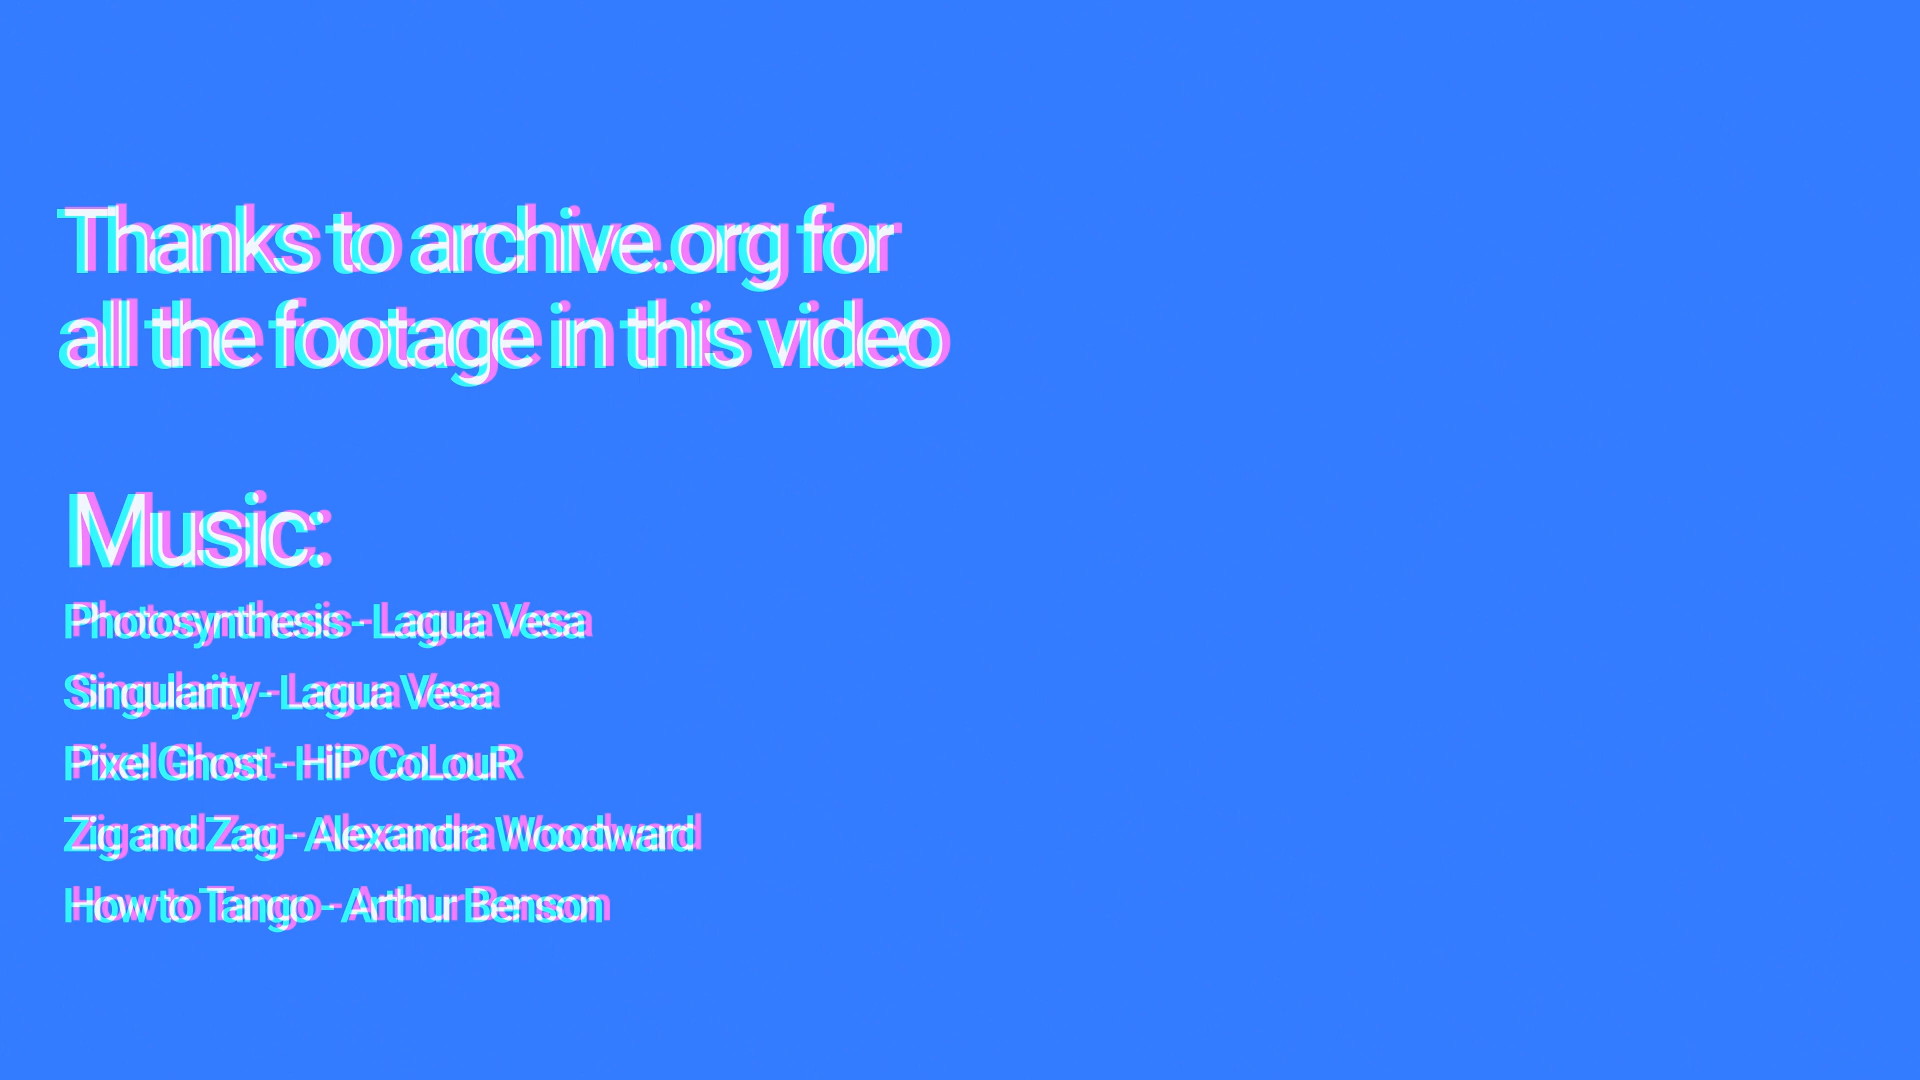 Thanks to archive.org for
all the footage in this video
Music:
Photosynthesis - Lagua Vesa
Singularity - Lagua Vesa
Pixel Ghost - HiP CoLouR
Zig and Zag - Alexandra Woodward
How to Tango - Arthur Benson